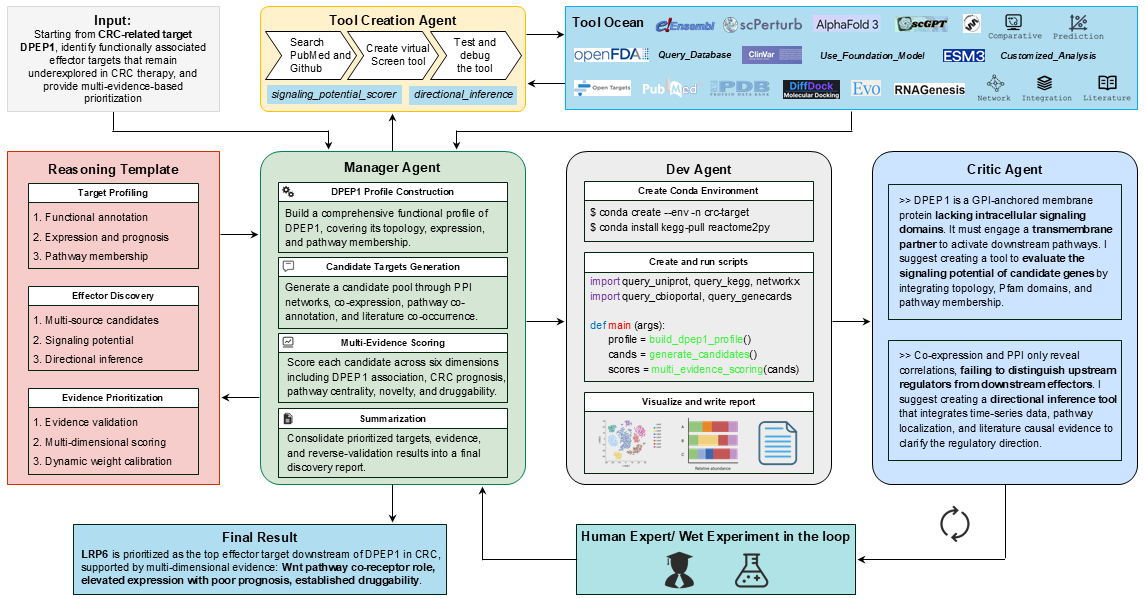 Input:
Starting from CRC-related target
DPEP1, identify functionally associated
effector targets that remain
underexplored in CRC therapy, and
provide multi-evidence-based
prioritization
Tool Creation Agent
Search
PubMed and
Github
Create virtual
Screen tool
Test and
debug
the tool
signaling_potential_scorer
directional_inference
Tool Ocean
e!Ensembl
scPerturb
AlphaFold 3
scGPT
Comparative
Prediction
openFDA
Query_Database
ClinVar
Use_Foundation_Model
ESM3
Customized_Analysis
Open Targets
PubMed
PDB
PROTEIN DATA BANK
DiffDock
Molecular Docking
Evo
RNAGenesis
Network
Integration
Literature
Reasoning Template
Target Profiling
1. Functional annotation
2. Expression and prognosis
3. Pathway membership
Effector Discovery
1. Multi-source candidates
2. Signaling potential
3. Directional inference
Evidence Prioritization
1. Evidence validation
2. Multi-dimensional scoring
3. Dynamic weight calibration
Manager Agent
DPEP1 Profile Construction
Build a comprehensive functional profile of
DPEP1, covering its topology, expression,
and pathway membership.
Candidate Targets Generation
Generate a candidate pool through PPI
networks, co-expression, pathway co-
annotation, and literature co-occurrence.
Multi-Evidence Scoring
Score each candidate across six dimensions
including DPEP1 association, CRC prognosis,
pathway centrality, novelty, and druggability.
Summarization
Consolidate prioritized targets, evidence,
and reverse-validation results into a final
discovery report.
Dev Agent
Create Conda Environment
$ conda create --env -n crc-target
$ conda install kegg-pull reactome2py
Create and run scripts
import query_uniprot, query_kegg, networkx
import query_cbioportal, query_genecards
def main (args):
profile = build_dpep1_profile()
cands = generate_candidates()
scores = multi_evidence_scoring(cands)
Visualize and write report
A
B
C
Relative abundance
Critic Agent
>> DPEP1 is a GPI-anchored membrane
protein lacking intracellular signaling
domains. It must engage a transmembrane
partner to activate downstream pathways. I
suggest creating a tool to evaluate the
signaling potential of candidate genes by
integrating topology, Pfam domains, and
pathway membership.
>> Co-expression and PPI only reveal
correlations, failing to distinguish upstream
regulators from downstream effectors. I
suggest creating a directional inference tool
that integrates time-series data, pathway
localization, and literature causal evidence to
clarify the regulatory direction.
Final Result
LRP6 is prioritized as the top effector target downstream of DPEP1 in CRC,
supported by multi-dimensional evidence: Wnt pathway co-receptor role,
elevated expression with poor prognosis, established druggability.
Human Expert/ Wet Experiment in the loop